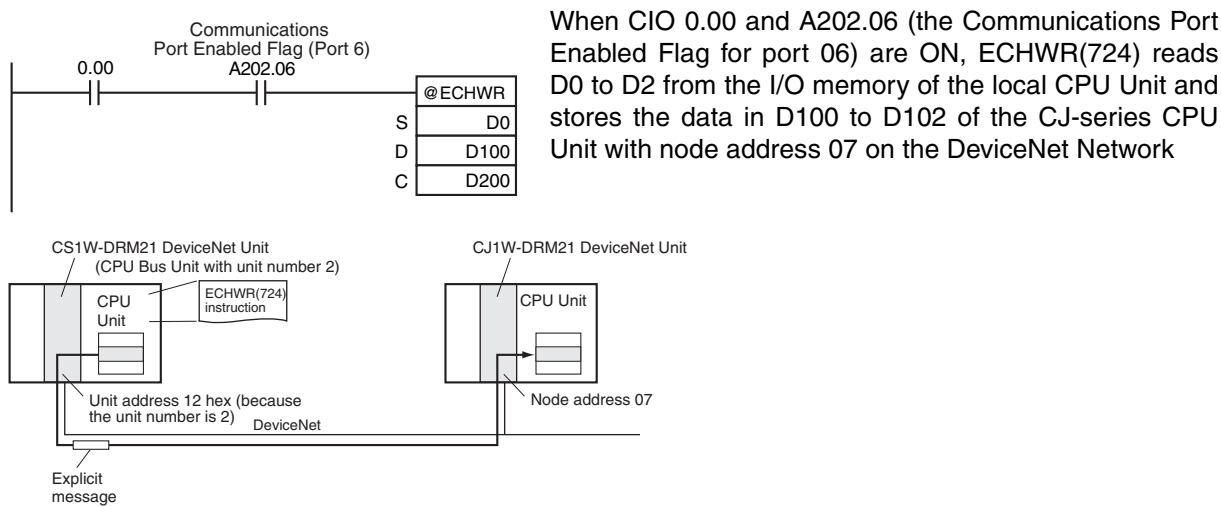 Communications
Port Enabled Flag (Port 6)
0.00
A202.06
@ECHWR
S D0
D D100
C D200
When CIO 0.00 and A202.06 (the Communications Port
Enabled Flag for port 06) are ON, ECHWR(724) reads
D0 to D2 from the I/O memory of the local CPU Unit and
stores the data in D100 to D102 of the CJ-series CPU
Unit with node address 07 on the DeviceNet Network
CS1W-DRM21 DeviceNet Unit
(CPU Bus Unit with unit number 2)
CPU
Unit
ECHWR(724)
instruction
Unit address 12 hex (because
the unit number is 2)
DeviceNet
Explicit
message
CJ1W-DRM21 DeviceNet Unit
CPU Unit
Node address 07